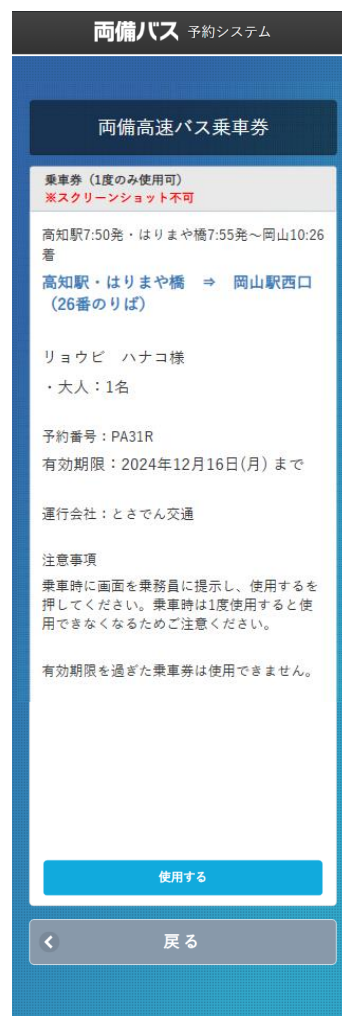 両備バス 予約システム
両備高速バス乗車券
乗車券（1度のみ使用可）
※スクリーンショット不可
高知駅7:50発・はりまや橋7:55発～岡山10:26
着
高知駅・はりまや橋 ⇒ 岡山駅西口
（26番のりば）
リョウビ ハナコ様
・大人：1名
予約番号：PA31R
有効期限：2024年12月16日(月) まで
運行会社：とさでん交通
注意事項
乗車時に画面を乗務員に提示し、使用するを
押してください。乗車時は1度使用すると使
用できなくなるためご注意ください。
有効期限を過ぎた乗車券は使用できません。
使用する
戻る